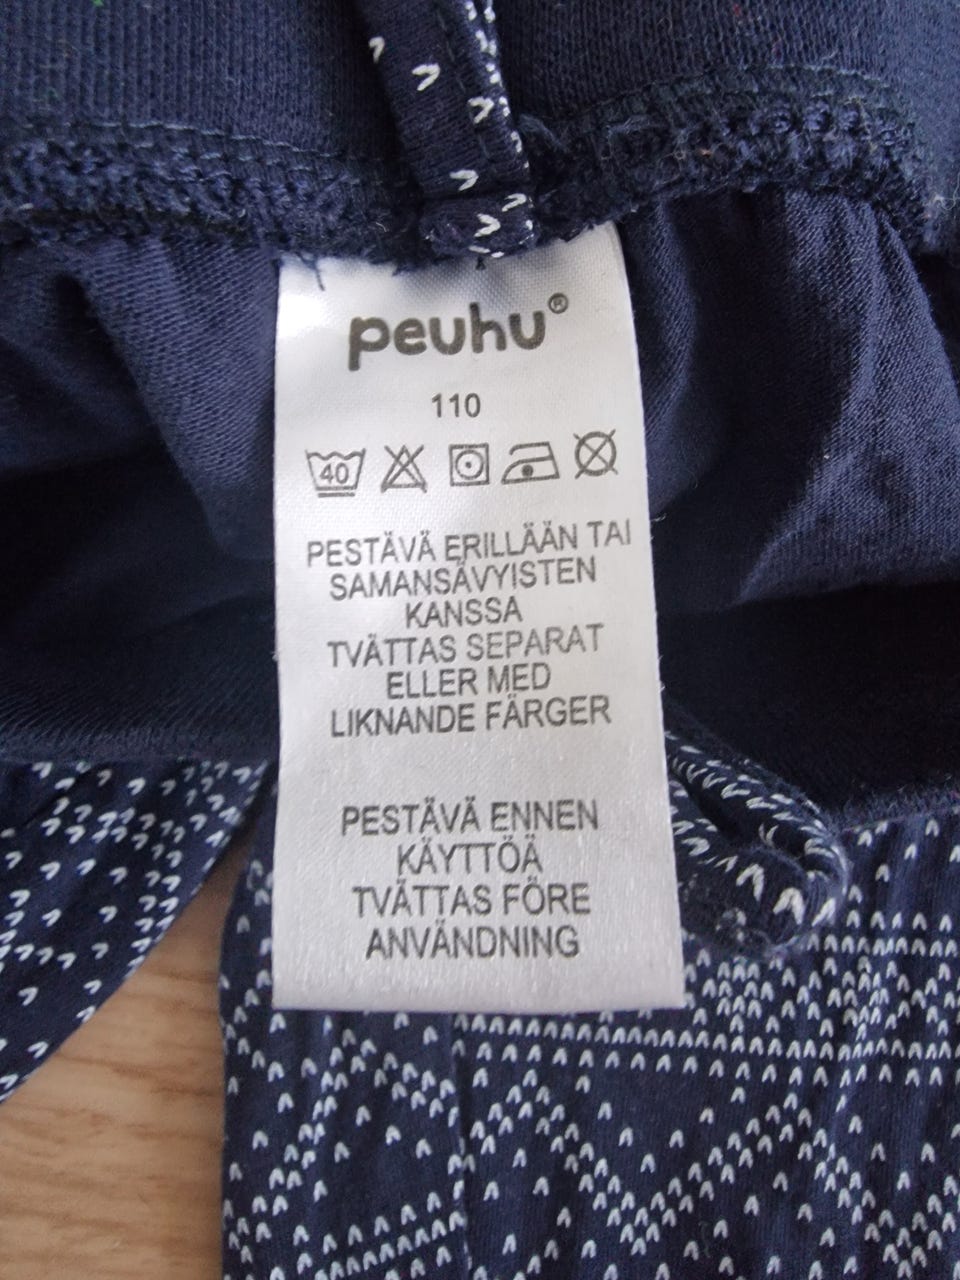 peuhu®
110
40
PESTÄVÄ ERILLÄÄN TAI
SAMANSÄVYISTEN
KANSSA
TVÄTTAS SEPARAT
ELLER MED
LIKNANDE FÄRGER
PESTÄVÄ ENNEN
KÄYTTÖÄ
TVÄTTAS FÖRE
ANVÄNDNING